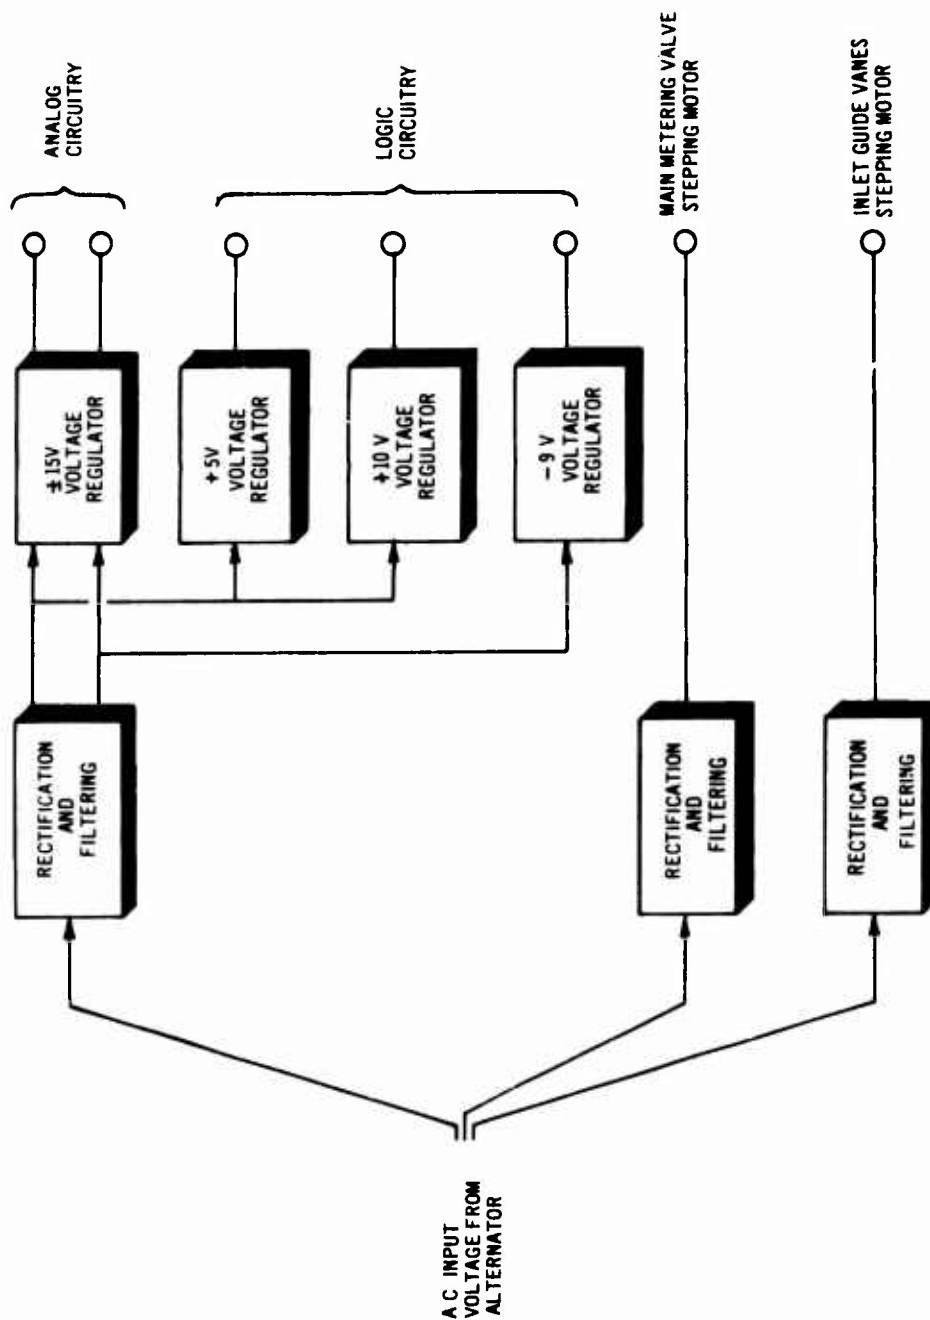 A C INPUT
VOLTAGE FROM
ALTERNATOR
RECTIFICATION
AND
FILTERING
RECTIFICATION
AND
FILTERING
RECTIFICATION
AND
FILTERING
± 15V
VOLTAGE
REGULATOR
+ 5V
VOLTAGE
REGULATOR
+10 V
VOLTAGE
REGULATOR
- 9 V
VOLTAGE
REGULATOR
ANALOG
CIRCUITRY
LOGIC
CIRCUITRY
MAIN METERING VALVE
STEPPING MOTOR
INLET GUIDE VANES
STEPPING MOTOR